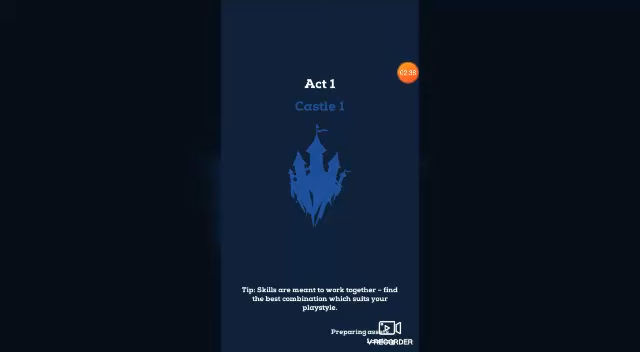 Act 1
02:38
Castle 1
Tip: Skills are meant to work together – find
the best combination which suits your
playstyle.
Preparing
V RECORDER